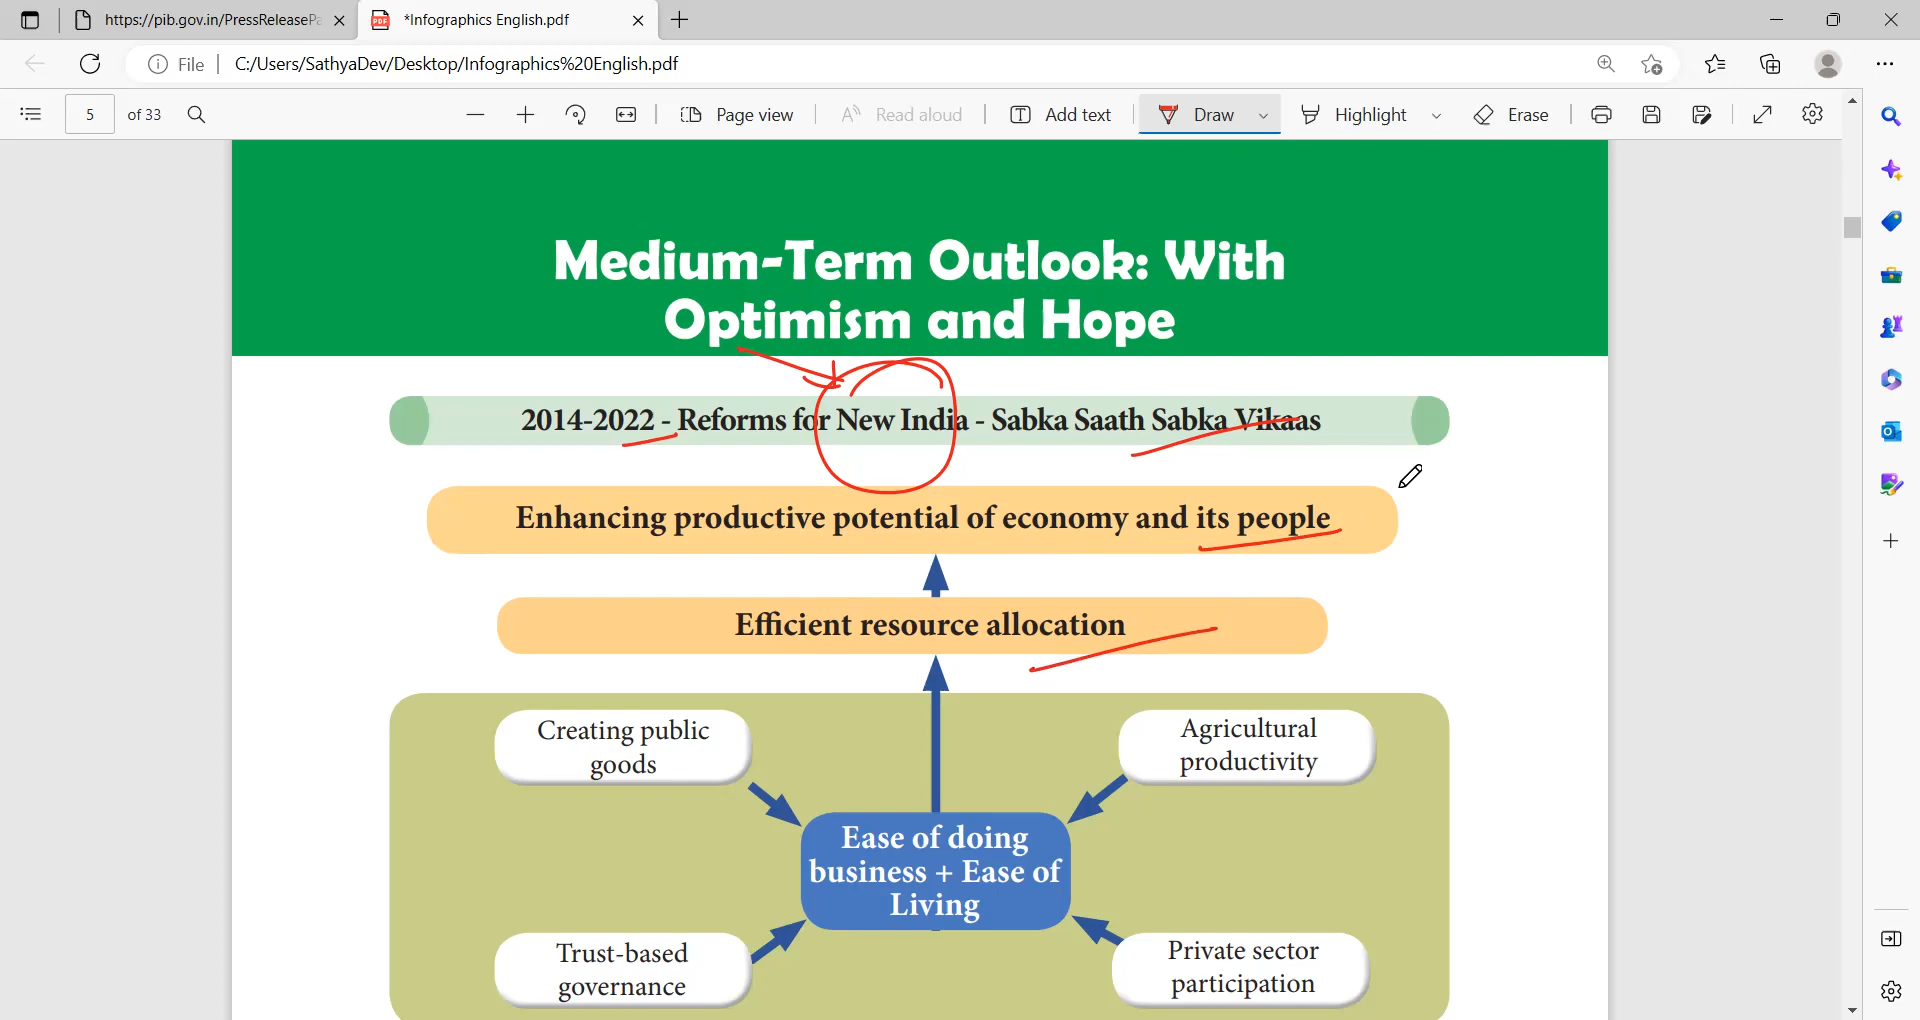 https://pib.gov.in/PressReleasePa
*Infographics English.pdf
File
C:/Users/SathyaDev/Desktop/Infographics%20English.pdf
5 of 33
Page view
Read aloud
Add text
Draw
Highlight
Erase
Medium-Term Outlook: With
Optimism and Hope
2014-2022 - Reforms for New India - Sabka Saath Sabka Vikaas
Enhancing productive potential of economy and its people
Efficient resource allocation
Creating public
goods
Agricultural
productivity
Ease of doing
business + Ease of
Living
Trust-based
governance
Private sector
participation